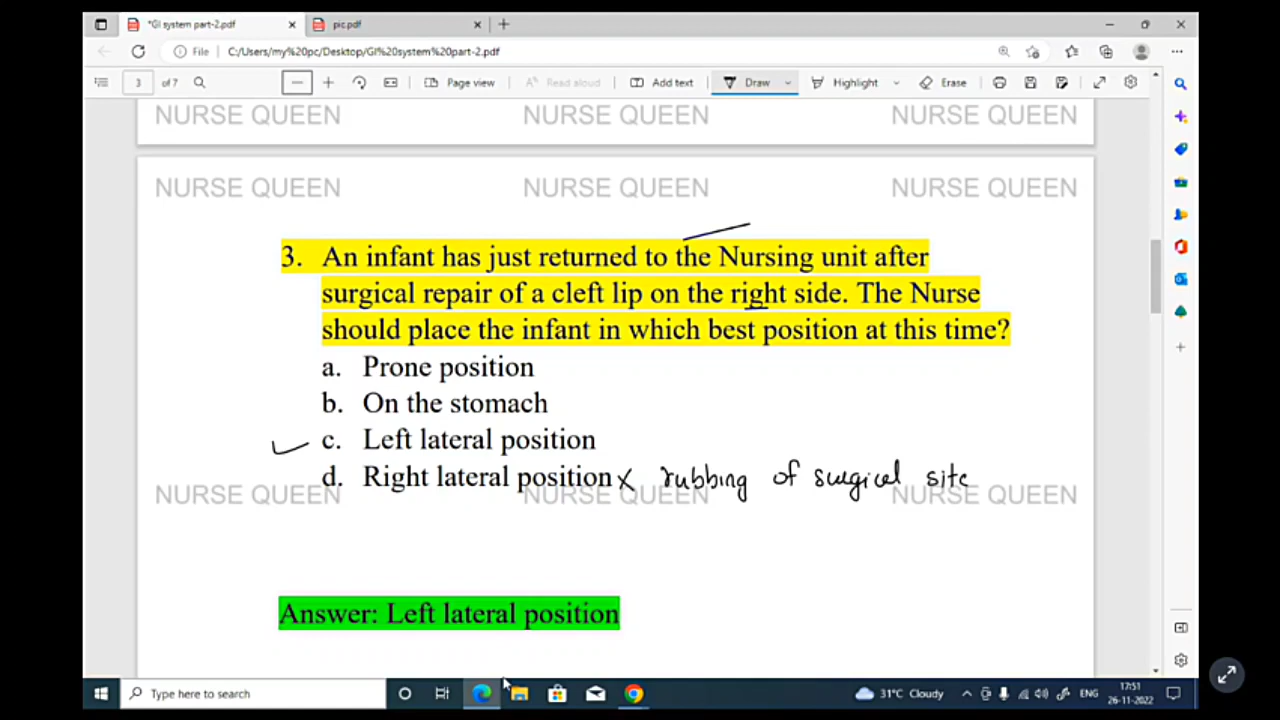 *GI system part-2.pdf
pic.pdf
File
C:/Users/my%20pc/Desktop/GI%20system%20part-2.pdf
3 of 7
Page view
Read aloud
Add text
Draw
Highlight
Erase
NURSE QUEEN NURSE QUEEN NURSE QUEEN
NURSE QUEEN NURSE QUEEN NURSE QUEEN
3. An infant has just returned to the Nursing unit after
surgical repair of a cleft lip on the right side. The Nurse
should place the infant in which best position at this time?
a. Prone position
b. On the stomach
c. Left lateral position
d. Right lateral position x rubbing of surgical site
NURSE QUEEN NURSE QUEEN NURSE QUEEN
Answer: Left lateral position
Type here to search
31°C Cloudy
ENG
17:51
26-11-2022